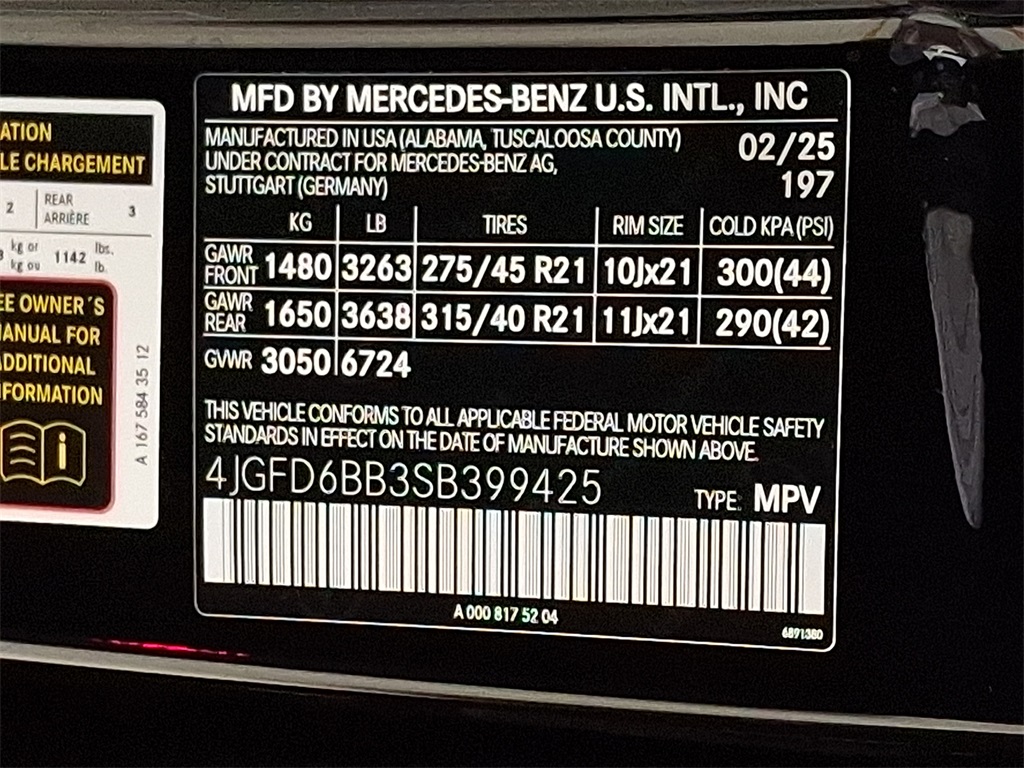 ATION
LE CHARGEMENT
2 REAR ARRIÈRE 3
kg or kg ou 1142 lbs. lb.
EE OWNER´S
ANUAL FOR
DDITIONAL
FORMATION
A 167 584 35 12
MFD BY MERCEDES-BENZ U.S. INTL., INC
MANUFACTURED IN USA (ALABAMA, TUSCALOOSA COUNTY) 02/25
UNDER CONTRACT FOR MERCEDES-BENZ AG,
STUTTGART (GERMANY) 197
KG LB TIRES RIM SIZE COLD KPA (PSI)
GAWR FRONT 1480 3263 275/45 R21 10Jx21 300(44)
GAWR REAR 1650 3638 315/40 R21 11Jx21 290(42)
GVWR 3050 6724
THIS VEHICLE CONFORMS TO ALL APPLICABLE FEDERAL MOTOR VEHICLE SAFETY
STANDARDS IN EFFECT ON THE DATE OF MANUFACTURE SHOWN ABOVE.
4JGFD6BB3SB399425 TYPE: MPV
A 000 817 52 04
6891380